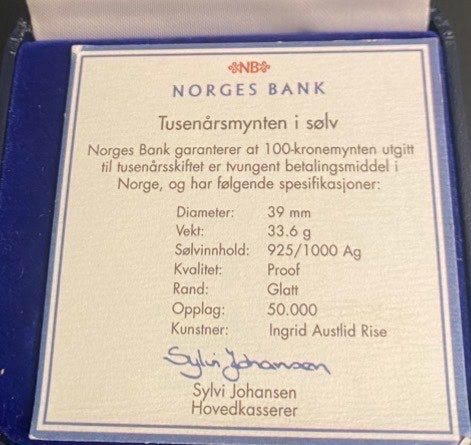 NB
NORGES BANK
Tusenårsmynten i sølv
Norges Bank garanterer at 100-kronemynten utgitt
til tusenårsskiftet er tvungent betalingsmiddel i
Norge, og har følgende spesifikasjoner:
Diameter: 39 mm
Vekt: 33.6 g
Sølvinnhold: 925/1000 Ag
Kvalitet: Proof
Rand: Glatt
Opplag: 50.000
Kunstner: Ingrid Austlid Rise
Sylvi Johansen
Sylvi Johansen
Hovedkasserer